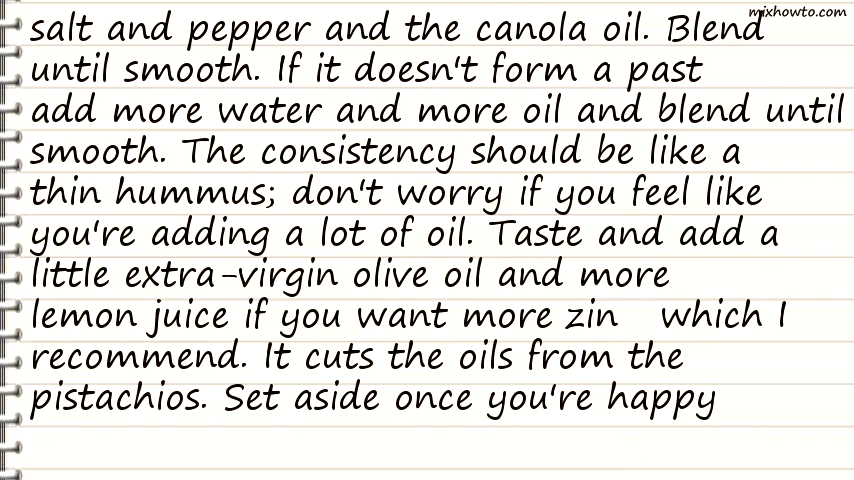 mixhowto.com
salt and pepper and the canola oil. Blend
until smooth. If it doesn't form a past
add more water and more oil and blend until
smooth. The consistency should be like a
thin hummus; don't worry if you feel like
you're adding a lot of oil. Taste and add a
little extra-virgin olive oil and more
lemon juice if you want more zin which I
recommend. It cuts the oils from the
pistachios. Set aside once you're happy